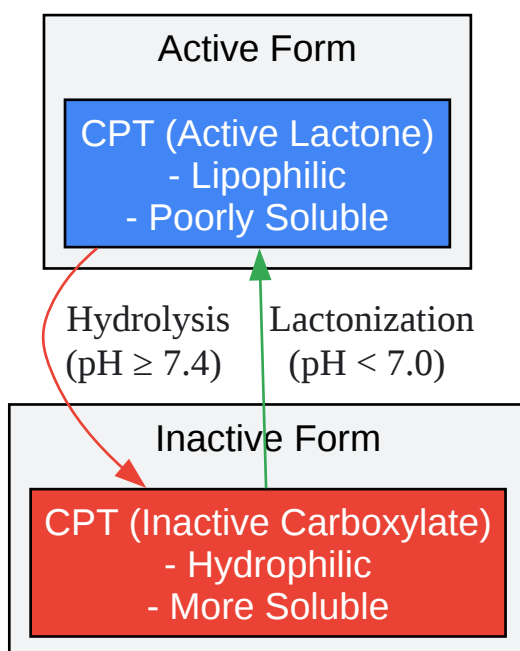 Active Form
CPT (Active Lactone)
- Lipophilic
- Poorly Soluble
Hydrolysis
(pH ≥ 7.4)
Lactonization
(pH < 7.0)
Inactive Form
CPT (Inactive Carboxylate)
- Hydrophilic
- More Soluble